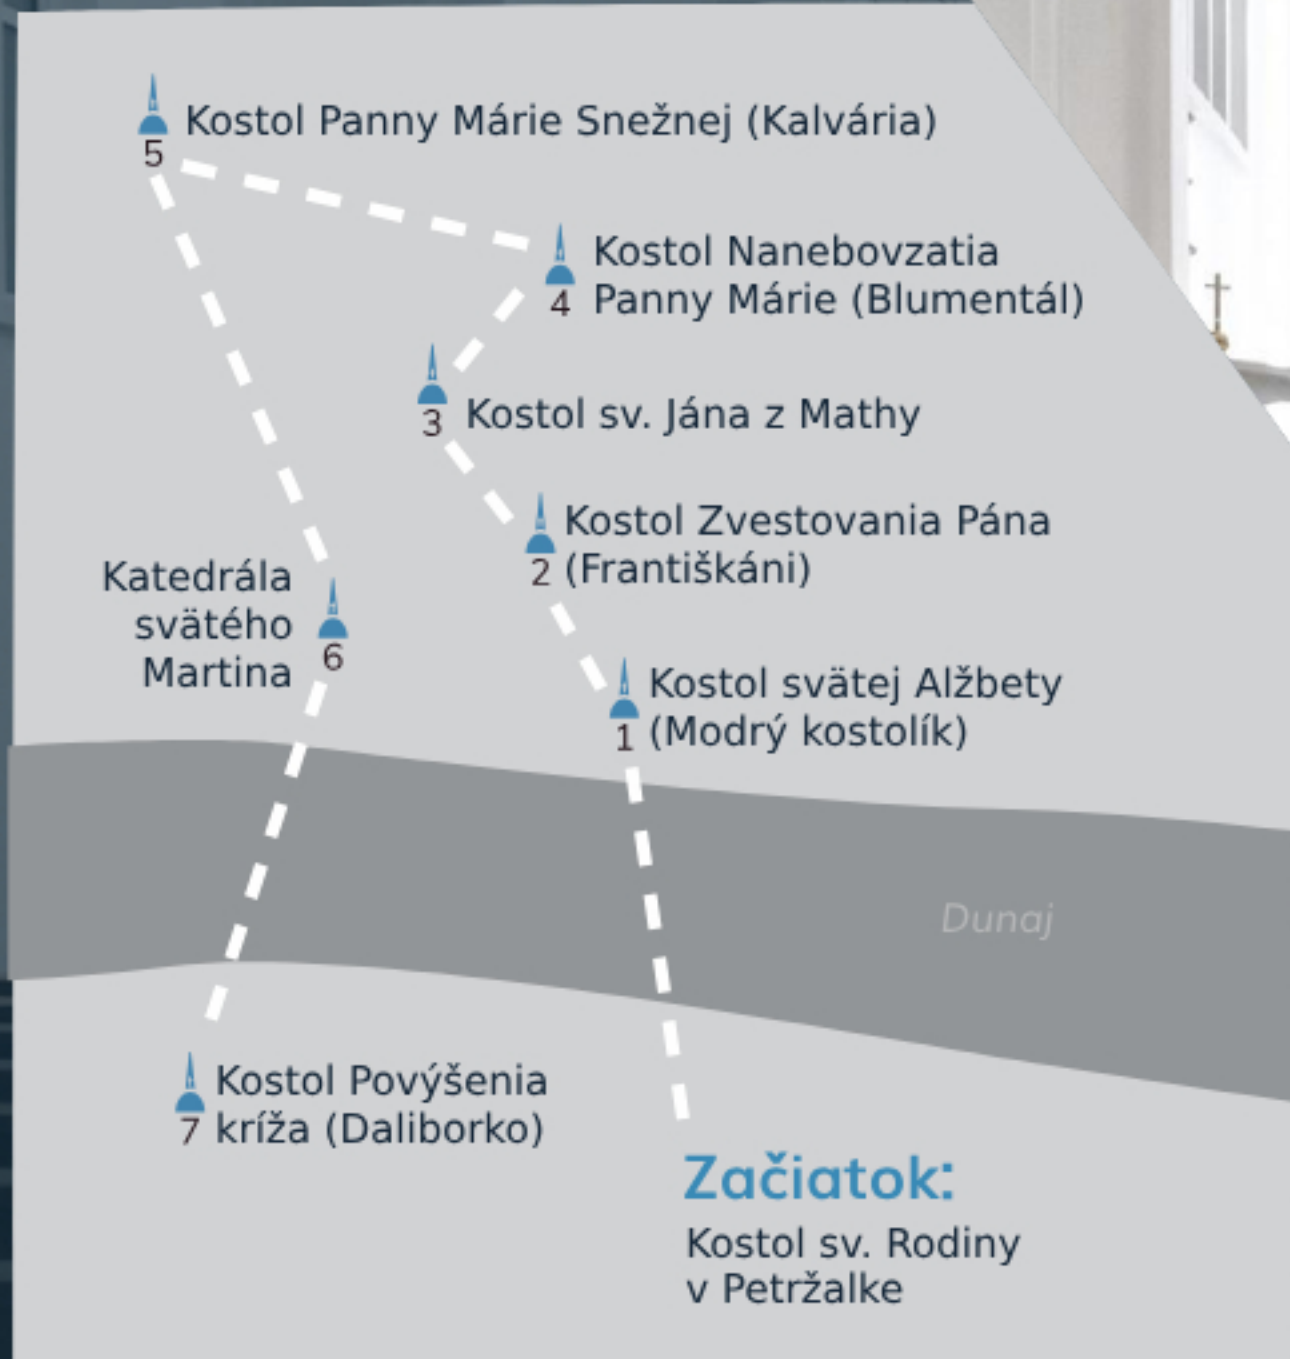 Kostol Panny Márie Snežnej (Kalvária)
5
Kostol Nanebovzatia
Panny Márie (Blumentál)
4
Kostol sv. Jána z Mathy
3
Kostol Zvestovania Pána
(Františkáni)
2
Katedrála
svätého
Martina
6
Kostol svätej Alžbety
(Modrý kostolík)
1
Dunaj
Kostol Povýšenia
kríža (Daliborko)
7
Začiatok:
Kostol sv. Rodiny
v Petržalke